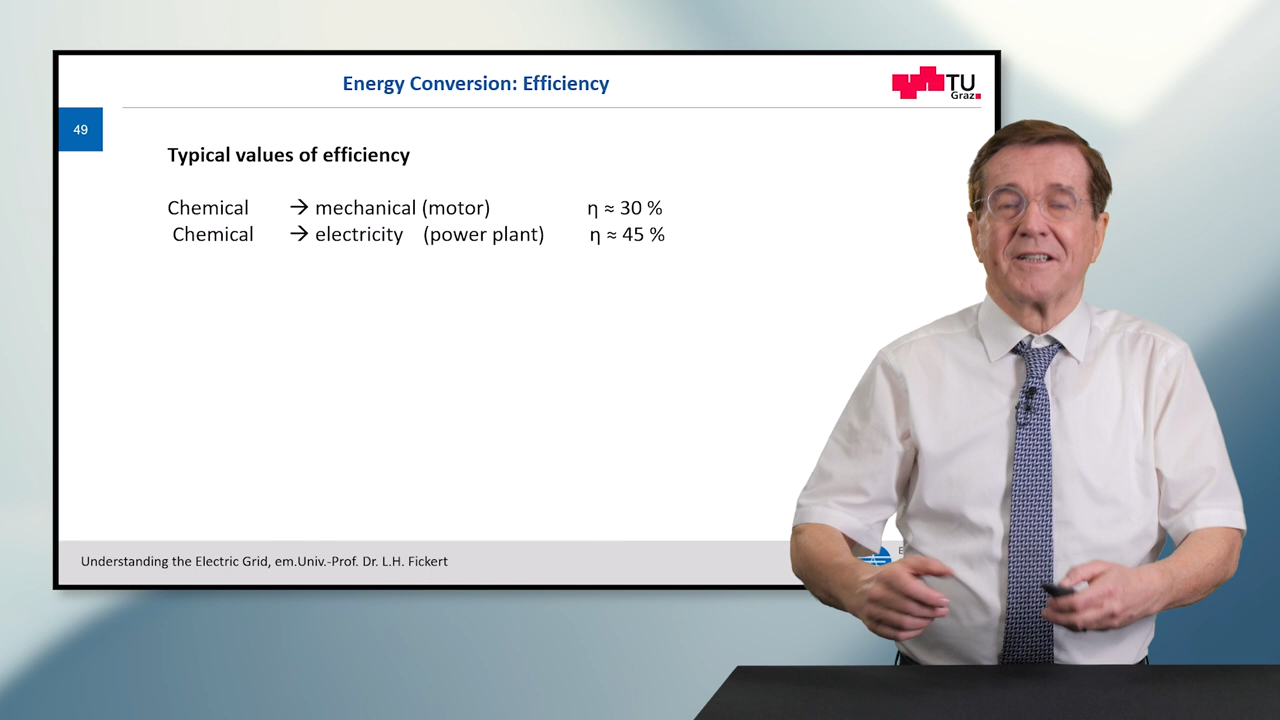 Energy Conversion: Efficiency
TU
Graz
49
Typical values of efficiency
Chemical → mechanical (motor) η ≈ 30 %
Chemical → electricity (power plant) η ≈ 45 %
Understanding the Electric Grid, em.Univ.-Prof. Dr. L.H. Fickert